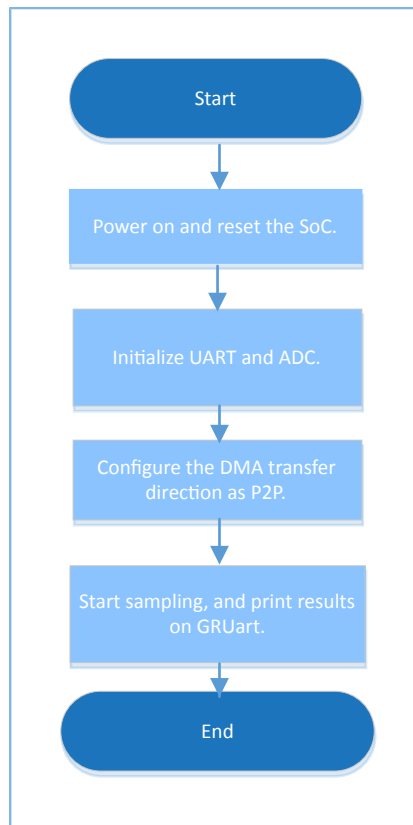 Start
Power on and reset the SoC.
Initialize UART and ADC.
Configure the DMA transfer
direction as P2P.
Start sampling, and print results
on GRUart.
End